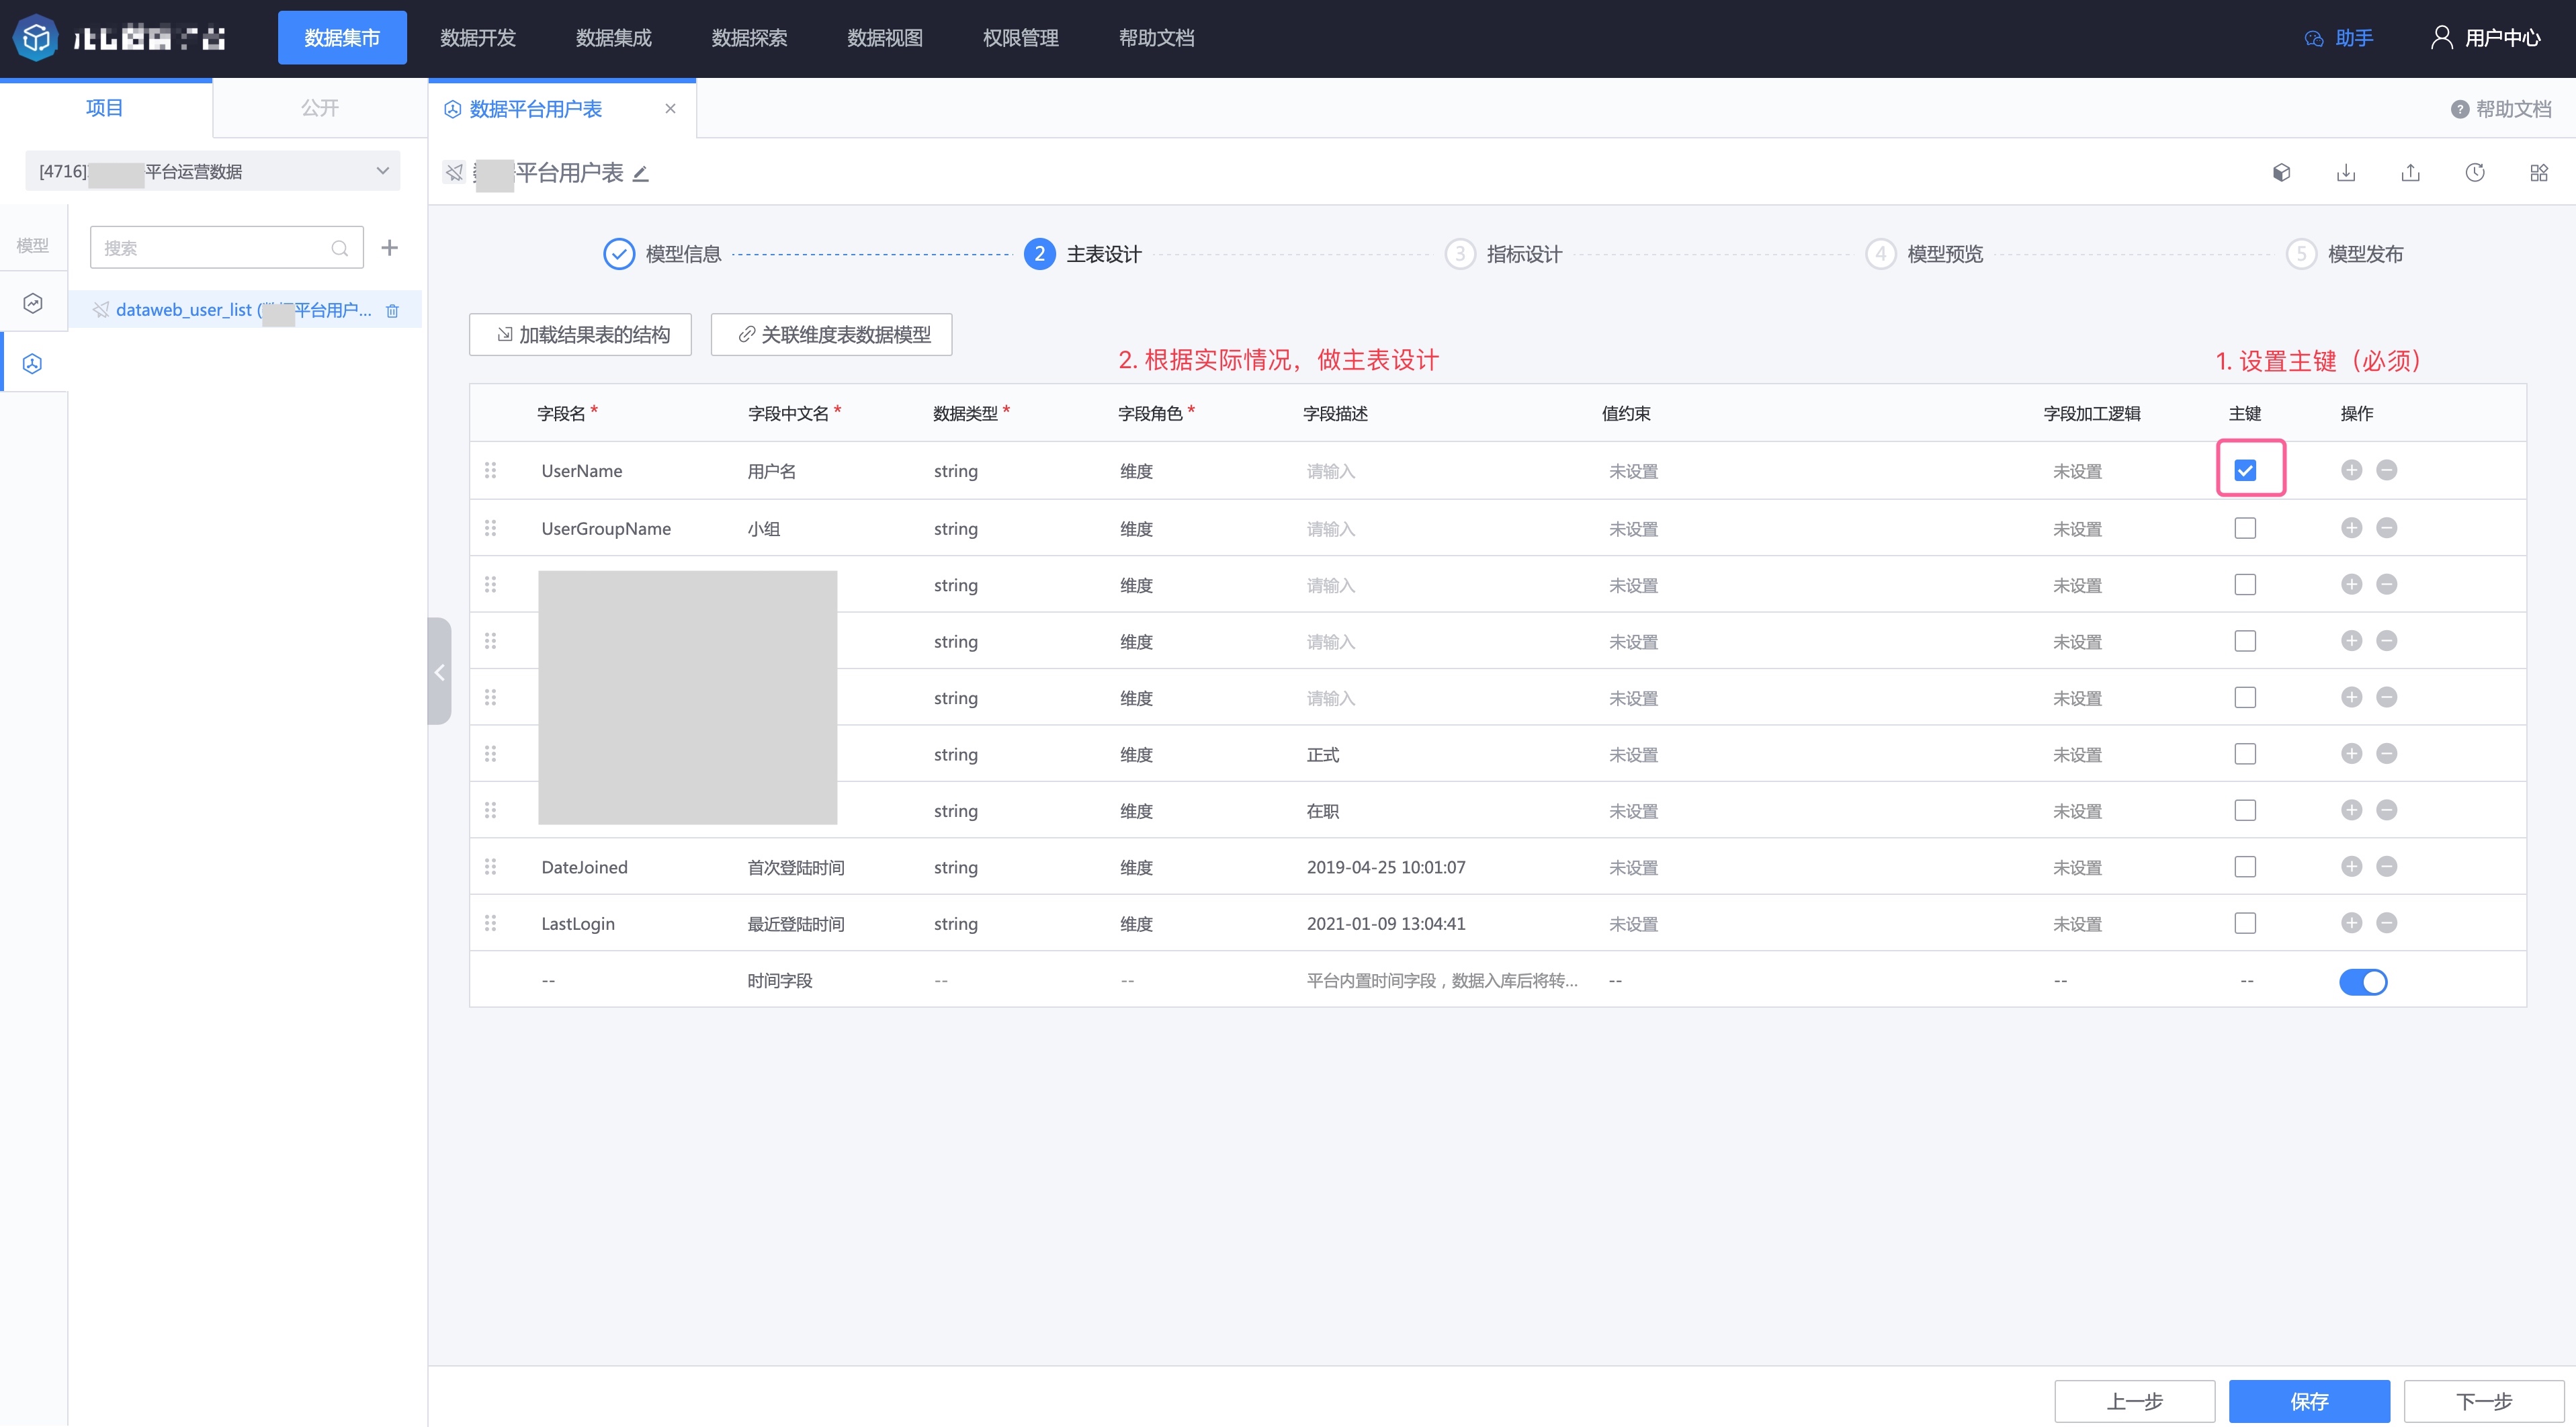 数据集市 数据开发 数据集成 数据探索 数据视图 权限管理 帮助文档 助手 用户中心
项目 公开 数据平台用户表 帮助文档
[4716] 平台运营数据
平台用户表
模型 搜索
1 模型信息 2 主表设计 3 指标设计 4 模型预览 5 模型发布
dataweb_user_list ( 平台用户...
加载结果表的结构 关联维度表数据模型
2. 根据实际情况，做主表设计 1. 设置主键（必须）
字段名 * 字段中文名 * 数据类型 * 字段角色 * 字段描述 值约束 字段加工逻辑 主键 操作
UserName 用户名 string 维度 请输入 未设置 未设置
UserGroupName 小组 string 维度 请输入 未设置 未设置
string 维度 请输入 未设置 未设置
string 维度 请输入 未设置 未设置
string 维度 请输入 未设置 未设置
string 维度 正式 未设置 未设置
string 维度 在职 未设置 未设置
DateJoined 首次登陆时间 string 维度 2019-04-25 10:01:07 未设置 未设置
LastLogin 最近登陆时间 string 维度 2021-01-09 13:04:41 未设置 未设置
-- 时间字段 -- -- 平台内置时间字段，数据入库后将转... -- -- --
上一步 保存 下一步